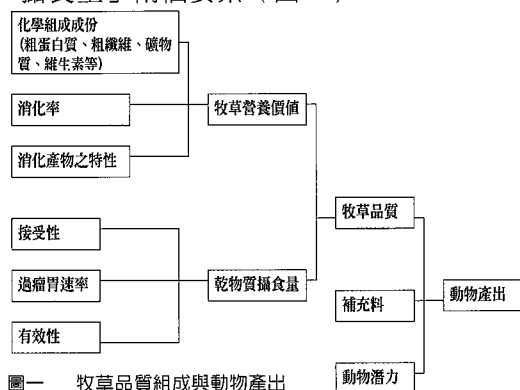 化學組成成份
(粗蛋白質、粗纖維、礦物
質、維生素等)
消化率
消化產物之特性
牧草營養價值
接受性
過瘤胃速率
有效性
乾物質攝食量
牧草品質
補充料
動物潛力
動物產出
圖一 牧草品質組成與動物產出